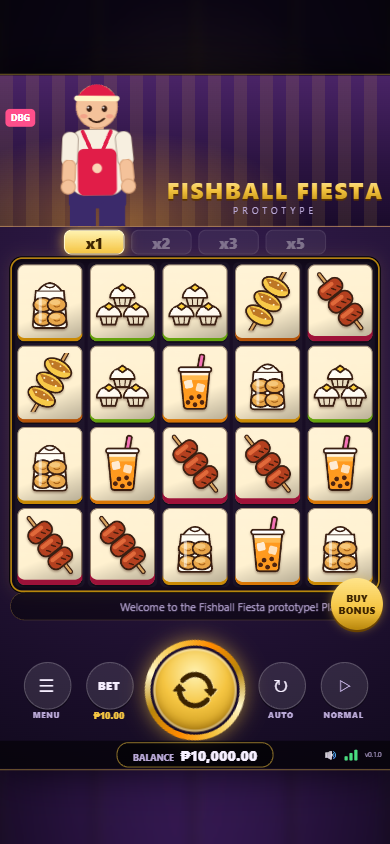 DBG
FISHBALL FIESTA
PROTOTYPE
x1 x2 x3 x5
Welcome to the Fishball Fiesta prototype!
BUY
BONUS
BET
MENU ₱10.00 AUTO NORMAL
BALANCE ₱10,000.00 v0.1.0